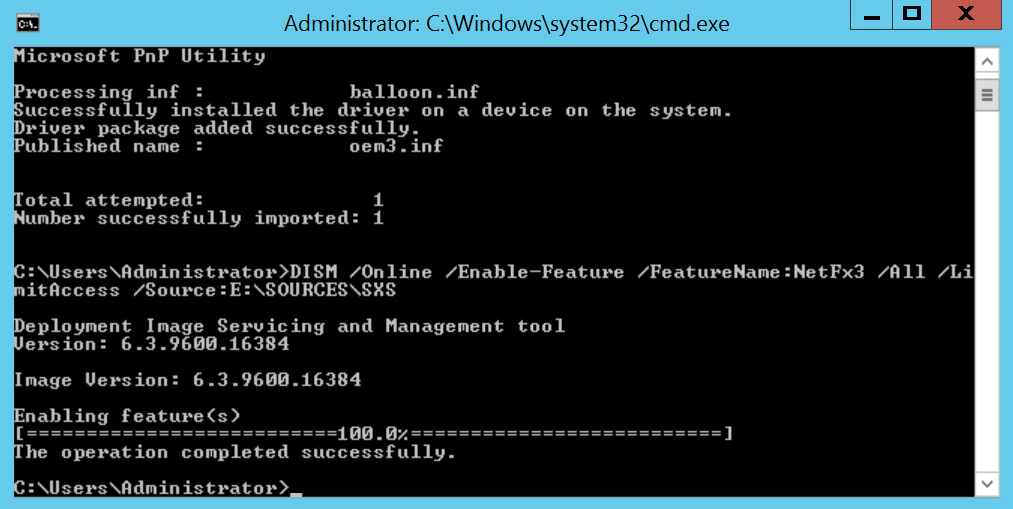 Administrator: C:\Windows\system32\cmd.exe
Microsoft PnP Utility
Processing inf :            balloon.inf
Successfully installed the driver on a device on the system.
Driver package added successfully.
Published name :            oem3.inf
Total attempted:              1
Number successfully imported: 1
C:\Users\Administrator>DISM /Online /Enable-Feature /FeatureName:NetFx3 /All /Li
mitAccess /Source:E:\SOURCES\SXS
Deployment Image Servicing and Management tool
Version: 6.3.9600.16384
Image Version: 6.3.9600.16384
Enabling feature(s)
[==========================100.0%==========================]
The operation completed successfully.
C:\Users\Administrator>_